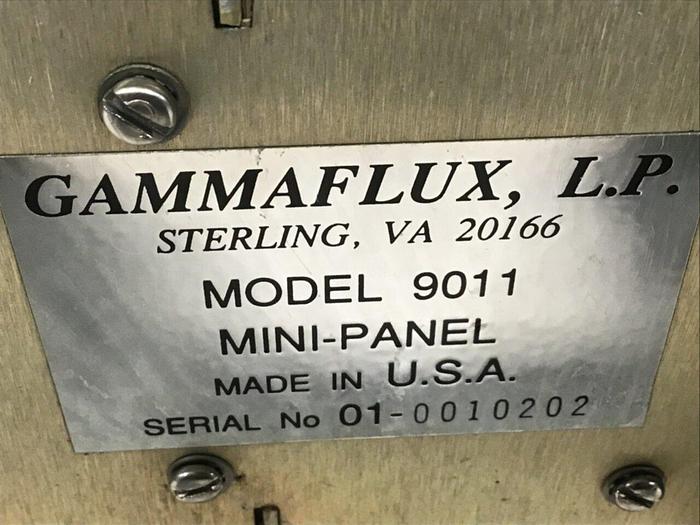 GAMMAFLUX, L.P.
STERLING, VA 20166
MODEL 9011
MINI-PANEL
MADE IN U.S.A.
SERIAL No 01-0010202